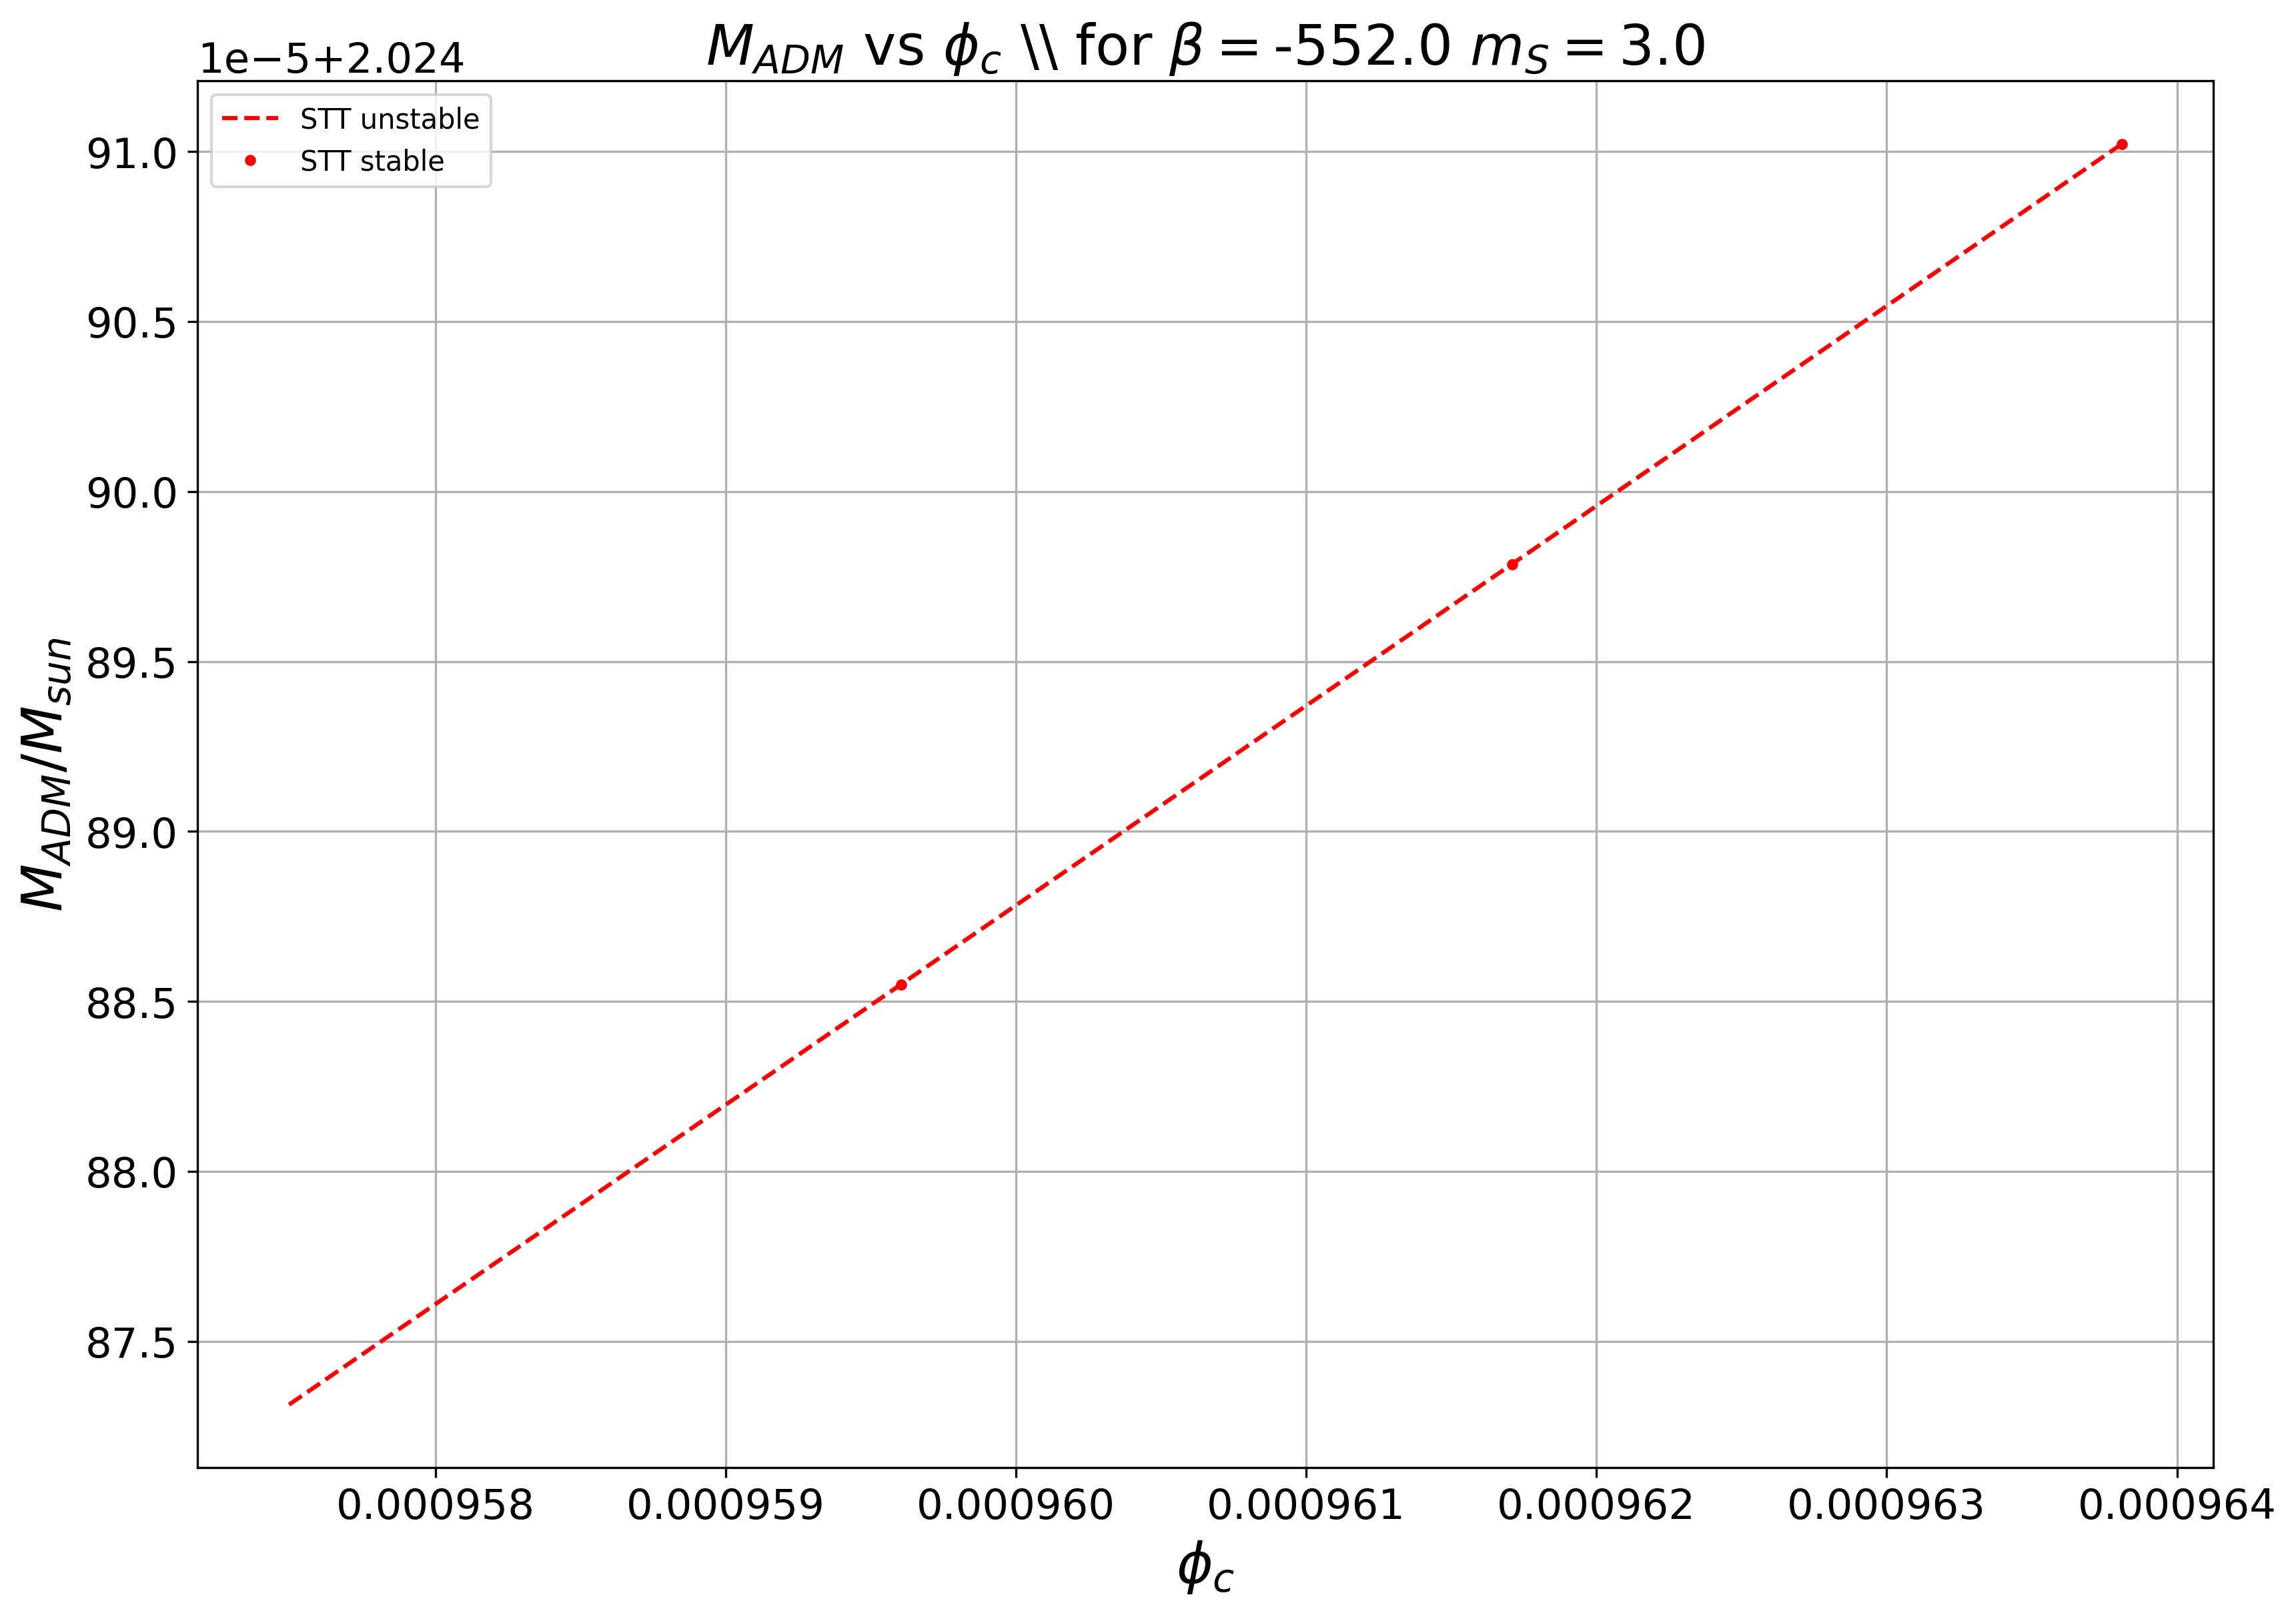 M_ADM vs ϕ_c \\ for β = -552.0 m_S = 3.0
1e−5+2.024
STT unstable
STT stable
91.0
90.5
90.0
89.5
89.0
88.5
88.0
87.5
M_ADM/M_sun
0.000958
0.000959
0.000960
0.000961
0.000962
0.000963
0.000964
ϕ_c